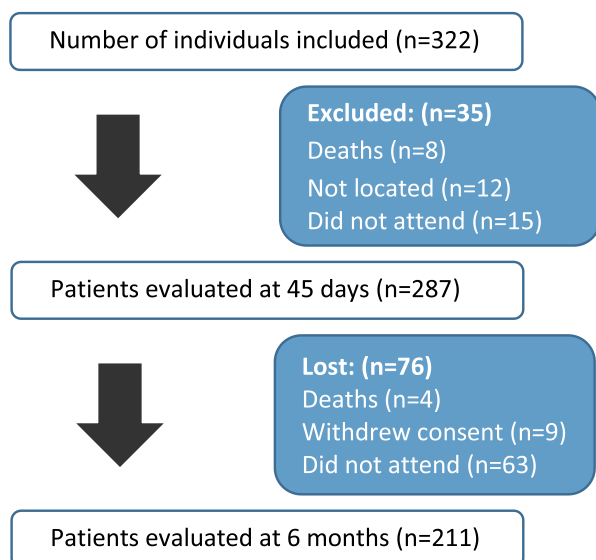 Number of individuals included (n=322)
Excluded: (n=35)
Deaths (n=8)
Not located (n=12)
Did not attend (n=15)
Patients evaluated at 45 days (n=287)
Lost: (n=76)
Deaths (n=4)
Withdrew consent (n=9)
Did not attend (n=63)
Patients evaluated at 6 months (n=211)